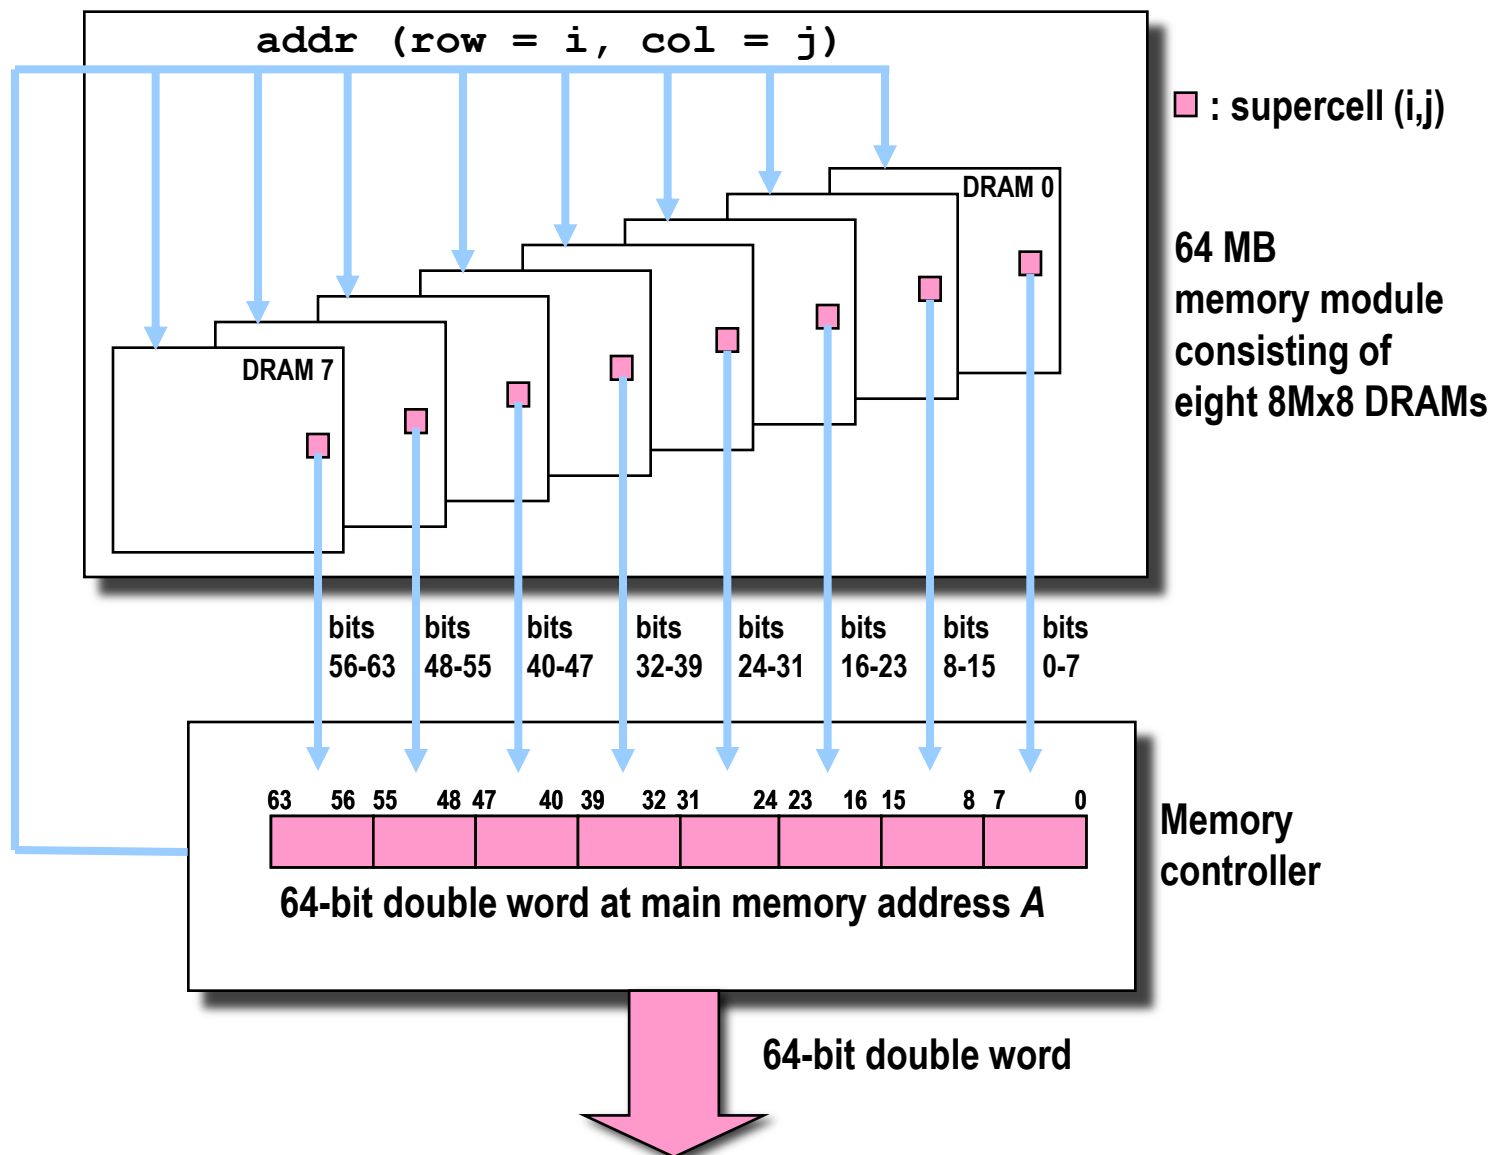 addr (row = i, col = j)
: supercell (i,j)
DRAM 0
64 MB
memory module
consisting of
eight 8Mx8 DRAMs
DRAM 7
bits
56-63
bits
48-55
bits
40-47
bits
32-39
bits
24-31
bits
16-23
bits
8-15
bits
0-7
63 56 55 48 47 40 39 32 31 24 23 16 15 8 7 0
64-bit double word at main memory address A
Memory
controller
64-bit double word